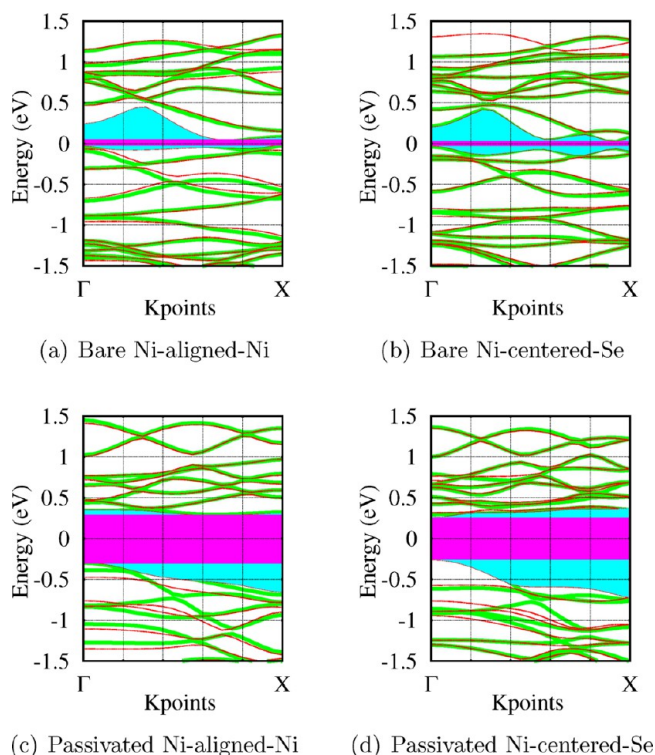 1.5
1
0.5
0
-0.5
-1
-1.5
Energy (eV)
Γ X
Kpoints
(a) Bare Ni-aligned-Ni
1.5
1
0.5
0
-0.5
-1
-1.5
Energy (eV)
Γ X
Kpoints
(b) Bare Ni-centered-Se
1.5
1
0.5
0
-0.5
-1
-1.5
Energy (eV)
Γ X
Kpoints
(c) Passivated Ni-aligned-Ni
1.5
1
0.5
0
-0.5
-1
-1.5
Energy (eV)
Γ X
Kpoints
(d) Passivated Ni-centered-Se